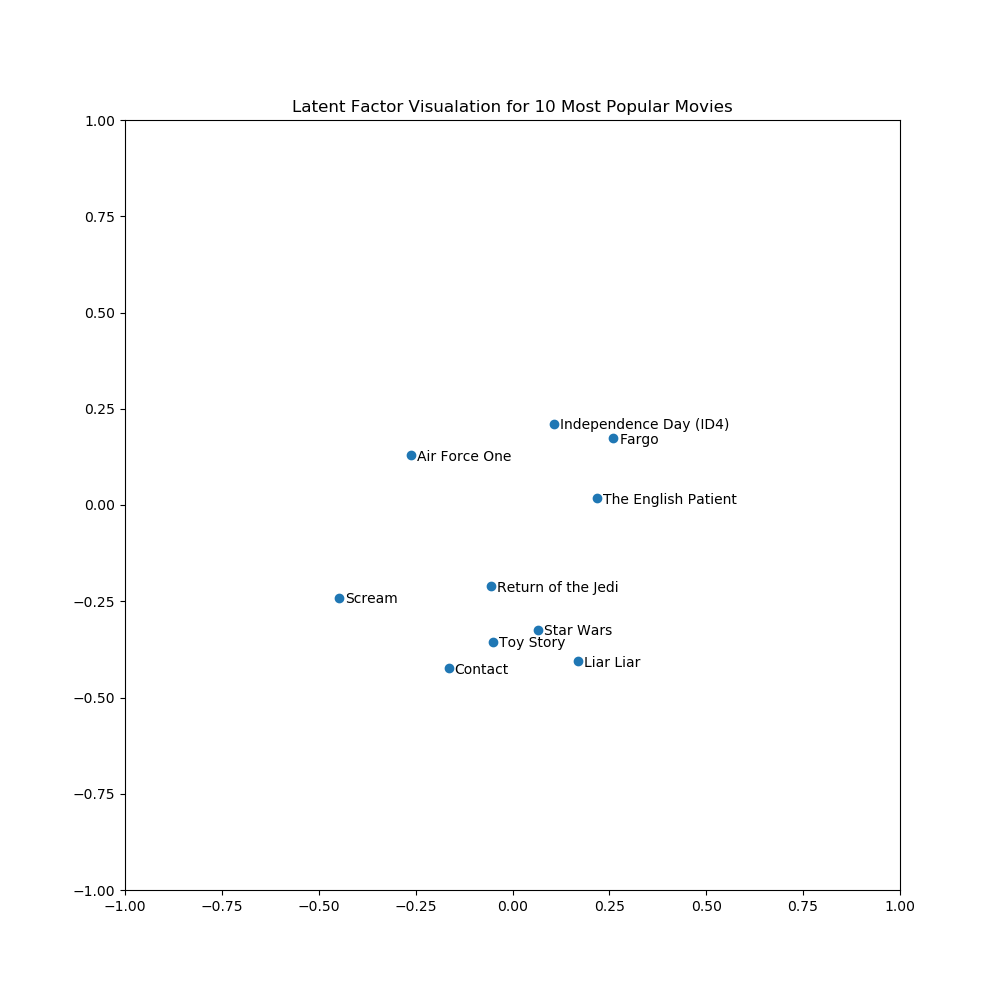 Latent Factor Visualation for 10 Most Popular Movies
1.00
0.75
0.50
0.25
0.00
−0.25
−0.50
−0.75
−1.00
Independence Day (ID4)
Fargo
Air Force One
The English Patient
Return of the Jedi
Scream
Star Wars
Toy Story
Liar Liar
Contact
−1.00 −0.75 −0.50 −0.25 0.00 0.25 0.50 0.75 1.00